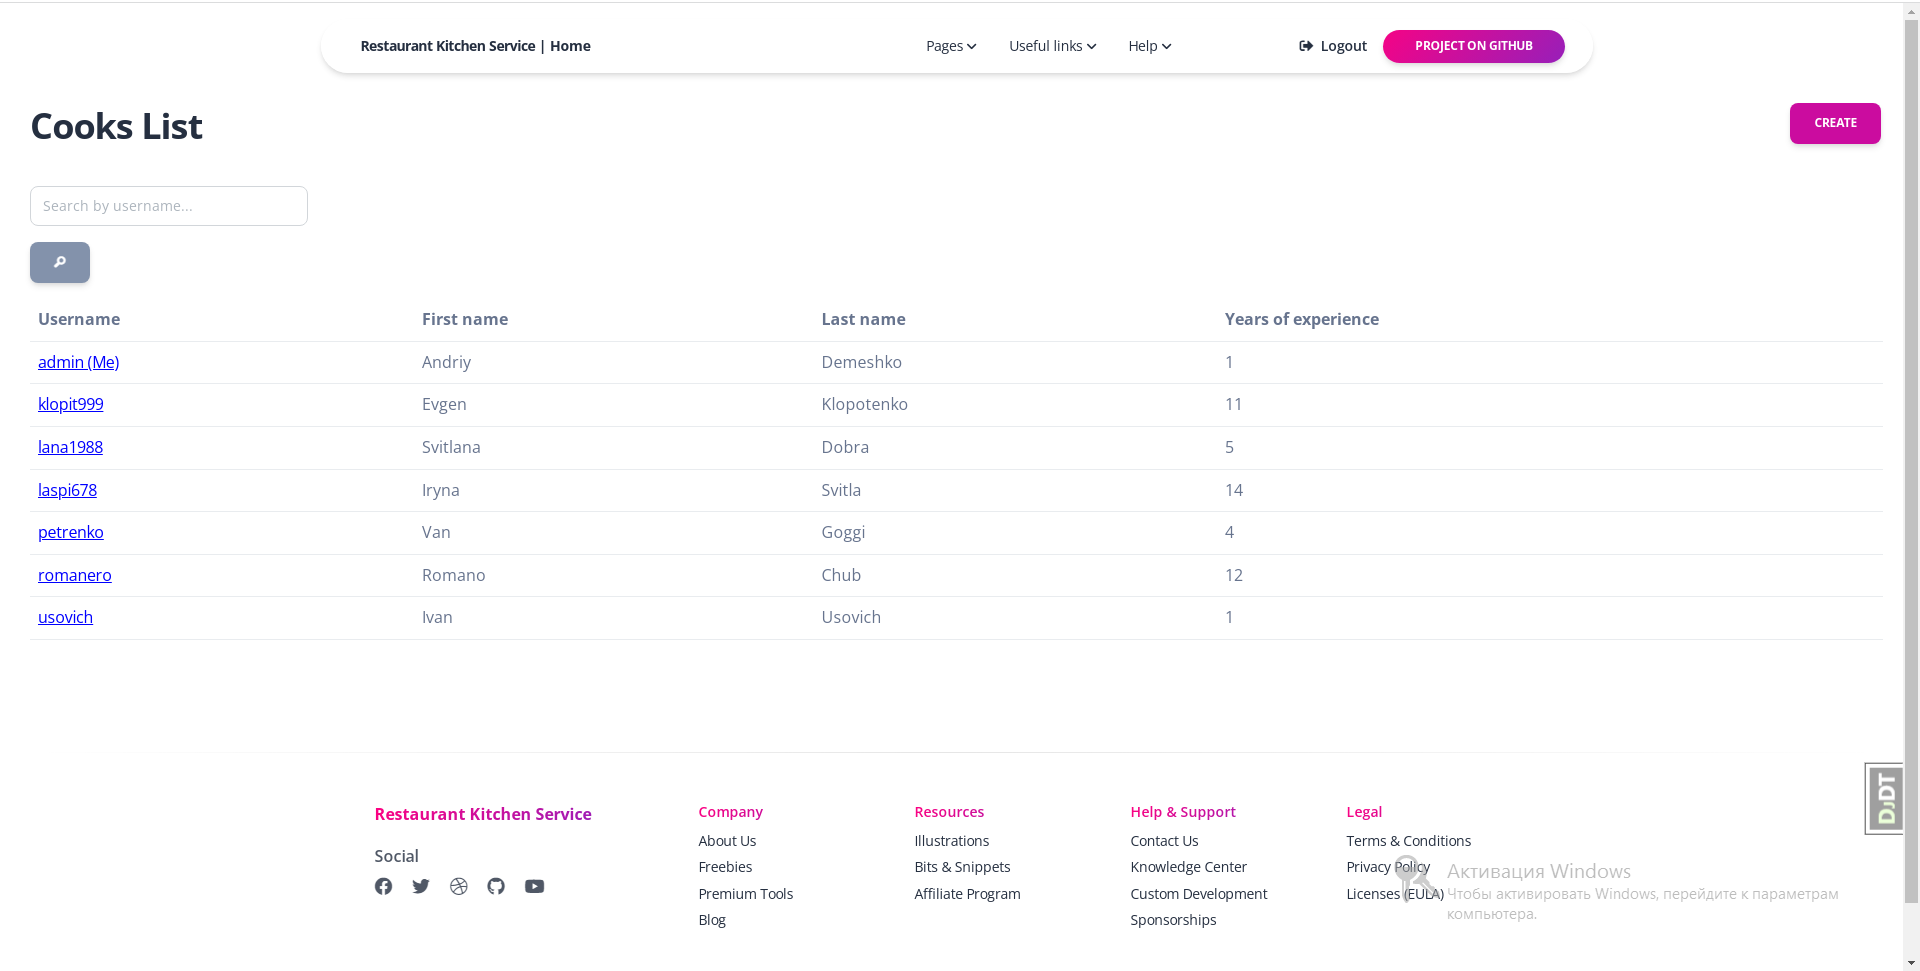 Restaurant Kitchen Service | Home
Pages
Useful links
Help
Logout
PROJECT ON GITHUB
Cooks List
CREATE
Search by username...
Username First name Last name Years of experience
admin (Me) Andriy Demeshko 1
klopit999 Evgen Klopotenko 11
lana1988 Svitlana Dobra 5
laspi678 Iryna Svitla 14
petrenko Van Goggi 4
romanero Romano Chub 12
usovich Ivan Usovich 1
Restaurant Kitchen Service
Social
Company
About Us
Freebies
Premium Tools
Blog
Resources
Illustrations
Bits & Snippets
Affiliate Program
Help & Support
Contact Us
Knowledge Center
Custom Development
Sponsorships
Legal
Terms & Conditions
Privacy Policy
Licenses (EULA)
DJDT
Активация Windows
Чтобы активировать Windows, перейдите к параметрам
компьютера.